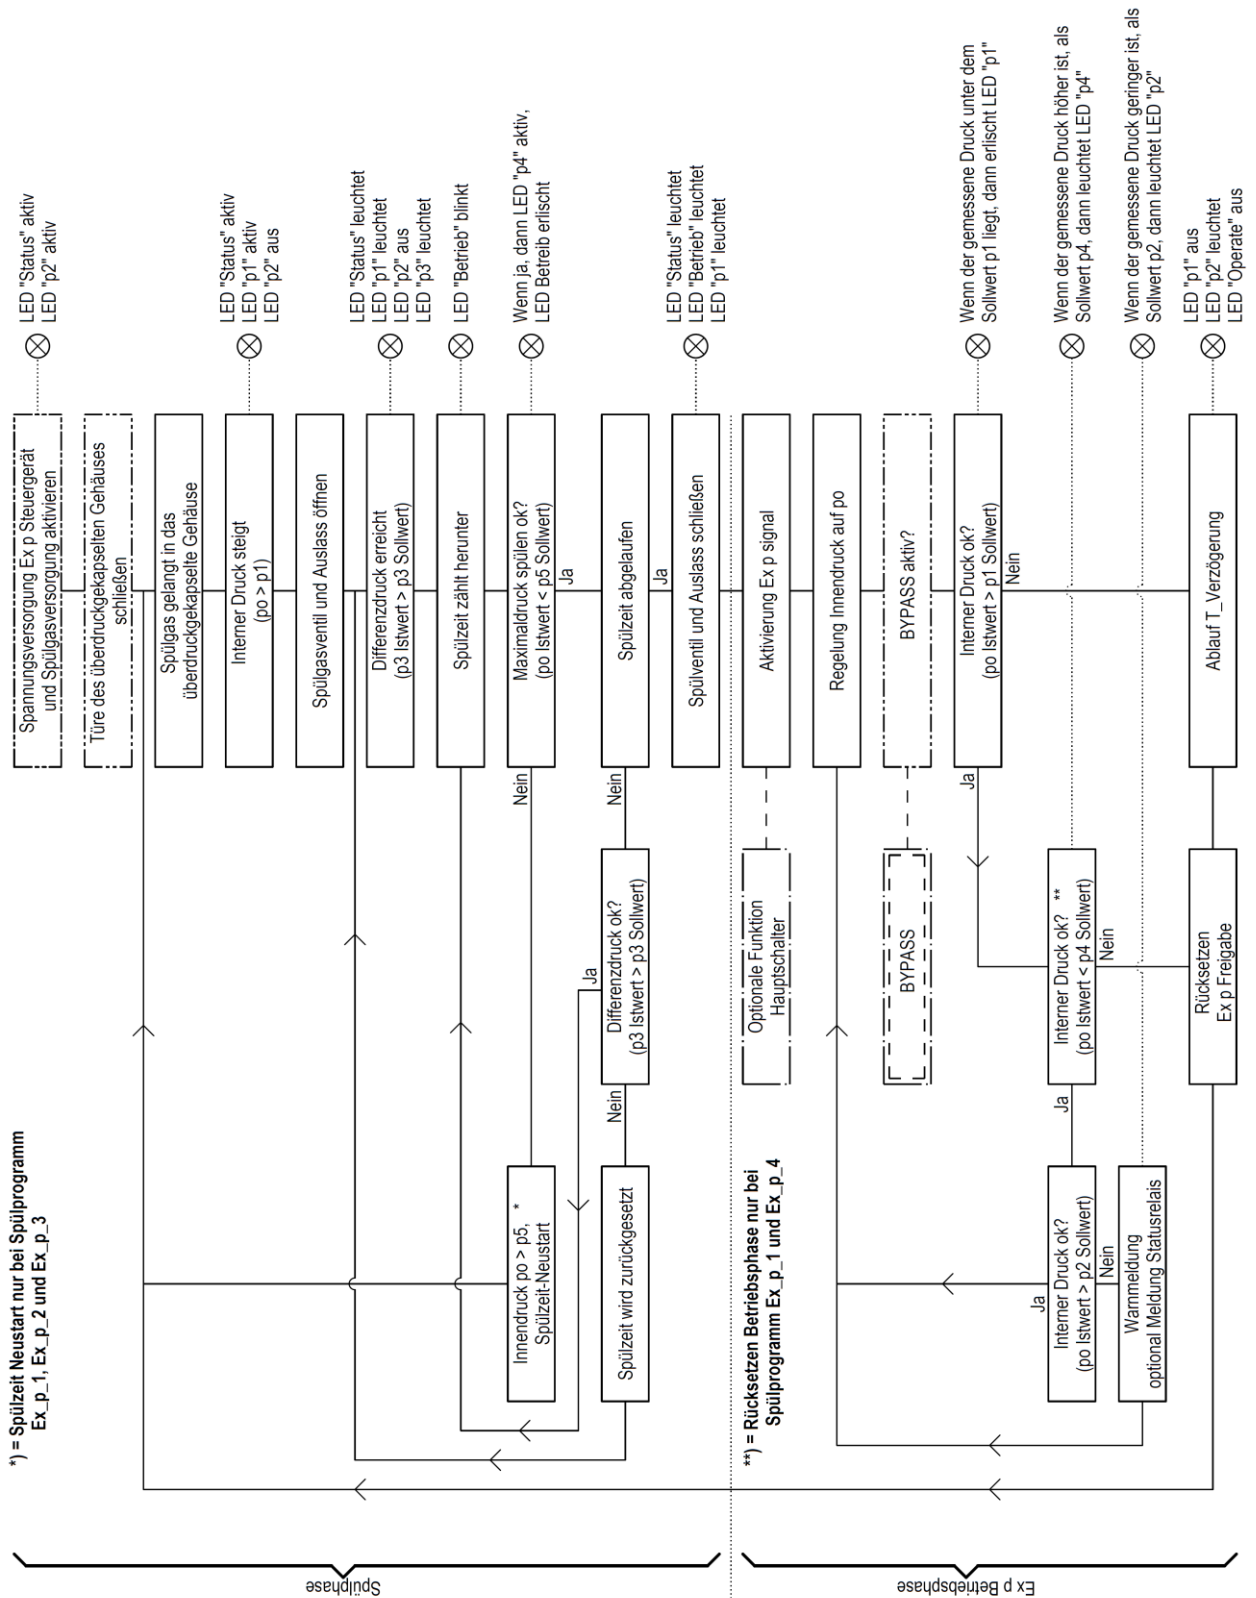 *) = Spülzeit Neustart nur bei Spülprogramm
Ex_p_1, Ex_p_2 und Ex_p_3
Spülphase
Spannungsversorgung Ex p Steuergerät
und Spülgasversorgung aktivieren
LED "Status" aktiv
LED "p2" aktiv
Türe des überdruckgekapselten Gehäuses
schließen
Spülgas gelangt in das
überdruckgekapselte Gehäuse
Interner Druck steigt
(po > p1)
LED "Status" aktiv
LED "p1" aktiv
LED "p2" aus
Spülgasventil und Auslass öffnen
Differenzdruck erreicht
(p3 Istwert > p3 Sollwert)
LED "Status" leuchtet
LED "p1" leuchtet
LED "p2" aus
LED "p3" leuchtet
Spülzeit zählt herunter
LED "Betrieb" blinkt
Innendruck po > p5, *
Spülzeit-Neustart
Nein
Maximaldruck spülen ok?
(po Istwert < p5 Sollwert)
Wenn ja, dann LED "p4" aktiv,
LED Betreib erlischt
Ja
Spülzeit wird zurückgesetzt
Nein
Differenzdruck ok?
(p3 Istwert > p3 Sollwert)
Ja
Nein
Spülzeit abgelaufen
Ja
Spülventil und Auslass schließen
LED "Status" leuchtet
LED "Betrieb" leuchtet
LED "p1" leuchtet
**) = Rücksetzen Betriebsphase nur bei
Spülprogramm Ex_p_1 und Ex_p_4
Ex p Betriebsphase
Optionale Funktion
Hauptschalter
Aktivierung Ex p signal
Regelung Innendruck auf po
BYPASS
BYPASS aktiv?
Ja
Interner Druck ok?
(po Istwert > p1 Sollwert)
Nein
Wenn der gemessene Druck unter dem
Sollwert p1 liegt, dann erlischt LED "p1"
Ja
Interner Druck ok?
(po Istwert > p2 Sollwert)
Nein
Ja
Interner Druck ok? **
(po Istwert < p4 Sollwert)
Nein
Wenn der gemessene Druck höher ist, als
Sollwert p4, dann leuchtet LED "p4"
Warnmeldung
optional Meldung Statusrelais
Wenn der gemessene Druck geringer ist, als
Sollwert p2, dann leuchtet LED "p2"
Rücksetzen
Ex p Freigabe
Ablauf T_Verzögerung
LED "p1" aus
LED "p2" leuchtet
LED "Operate" aus